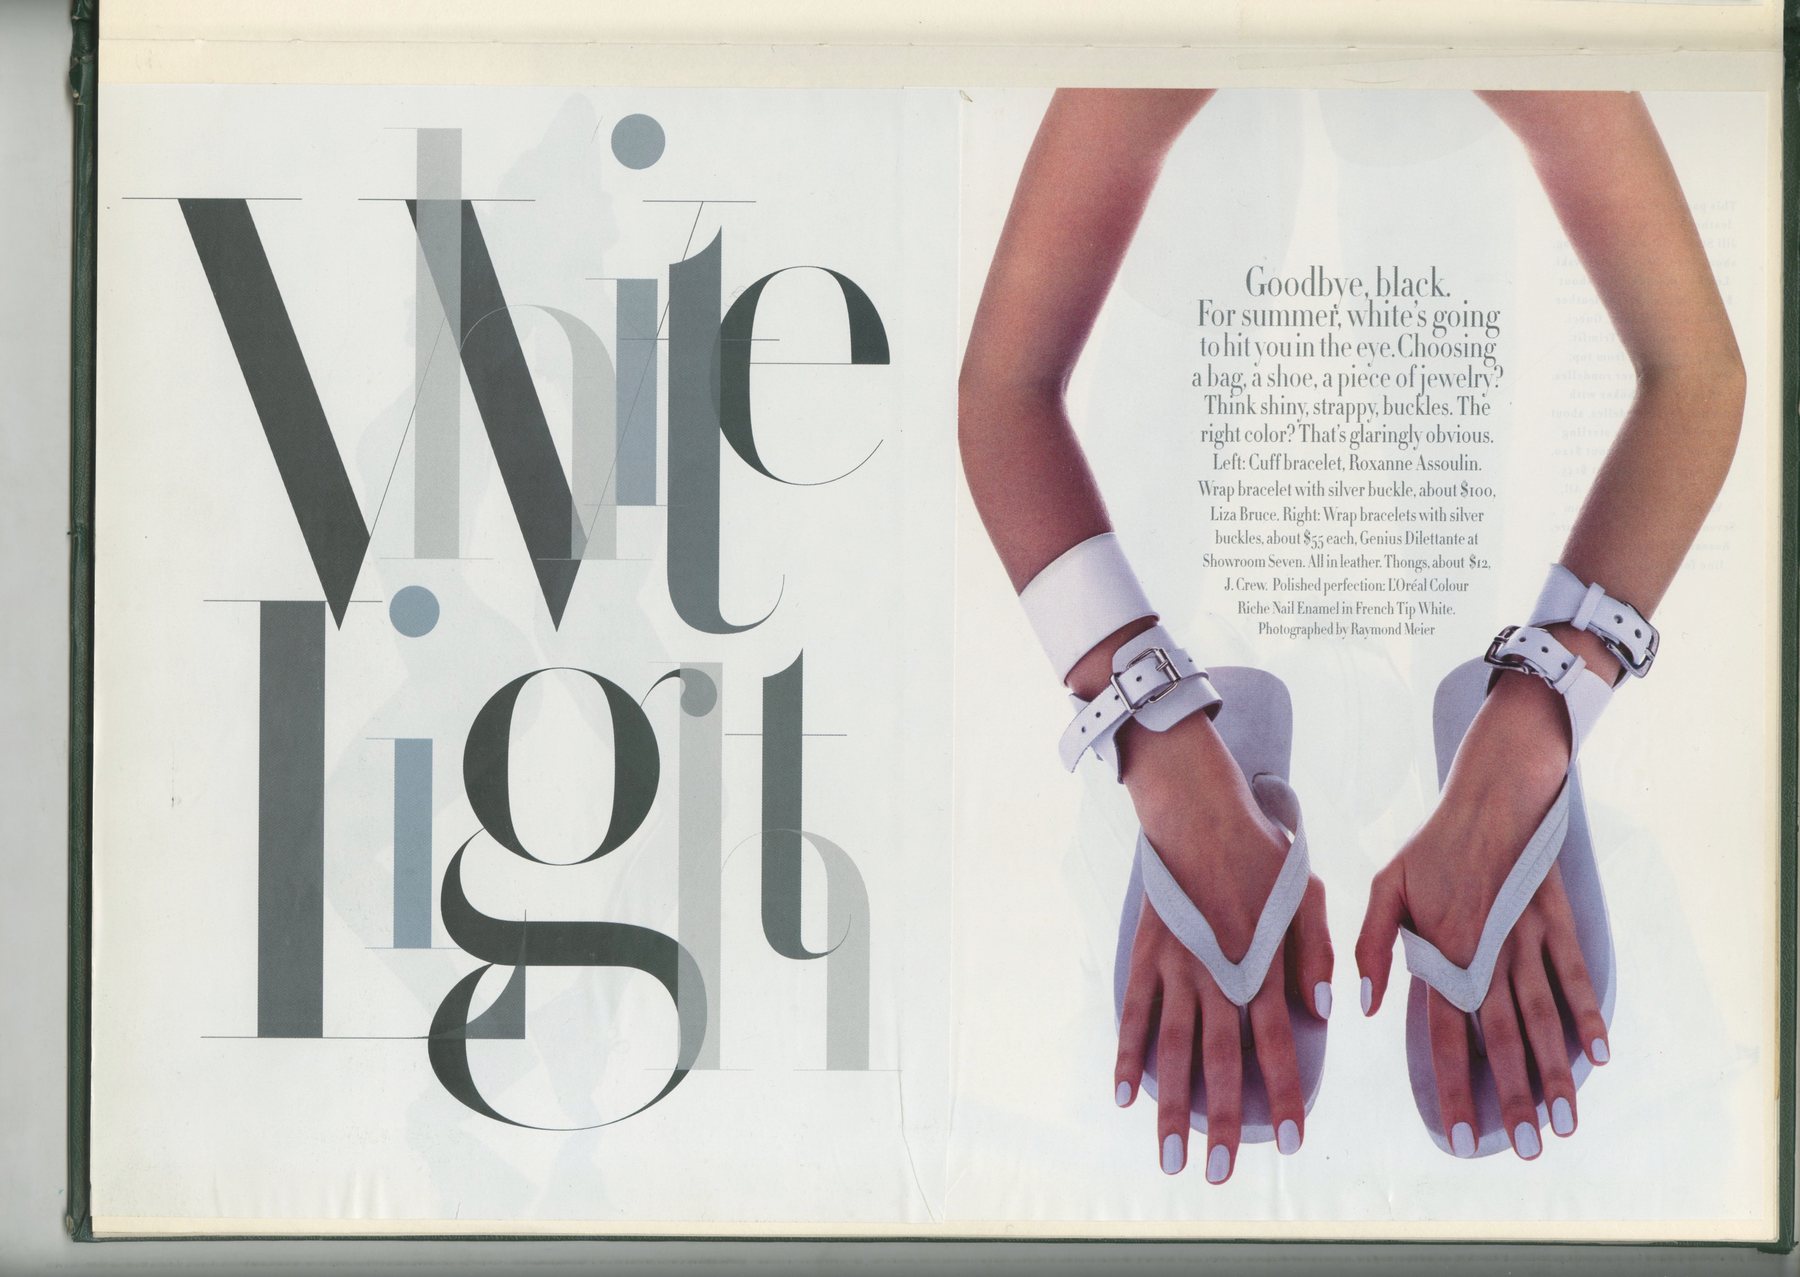 White
Light
Goodbye, black.
For summer, white's going
to hit you in the eye. Choosing
a bag, a shoe, a piece of jewelry?
Think shiny, strappy, buckles. The
right color? That's glaringly obvious.
Left: Cuff bracelet, Roxanne Assoulin.
Wrap bracelet with silver buckle, about $100,
Liza Bruce. Right: Wrap bracelets with silver
buckles, about $55 each, Genius Dilettante at
Showroom Seven. All in leather. Thongs, about $12,
J. Crew. Polished perfection: L'Oréal Colour
Riche Nail Enamel in French Tip White.
Photographed by Raymond Meier